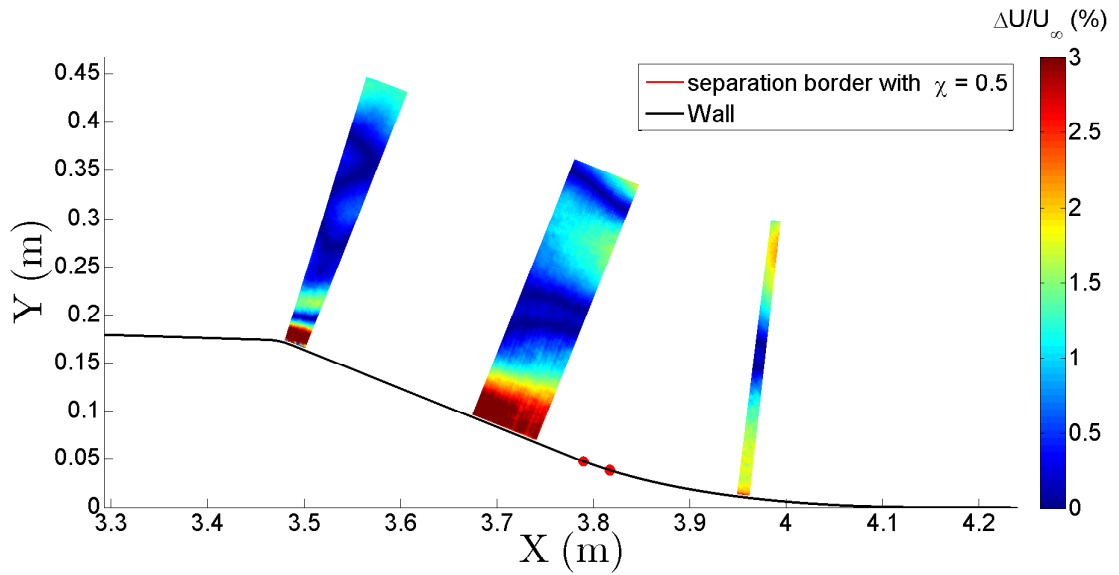 ΔU/U∞ (%)
separation border with χ = 0.5
Wall
0.45
0.4
0.35
0.3
0.25
0.2
0.15
0.1
0.05
0
Y (m)
3.3 3.4 3.5 3.6 3.7 3.8 3.9 4 4.1 4.2
X (m)
3
2.5
2
1.5
1%
0.5
0